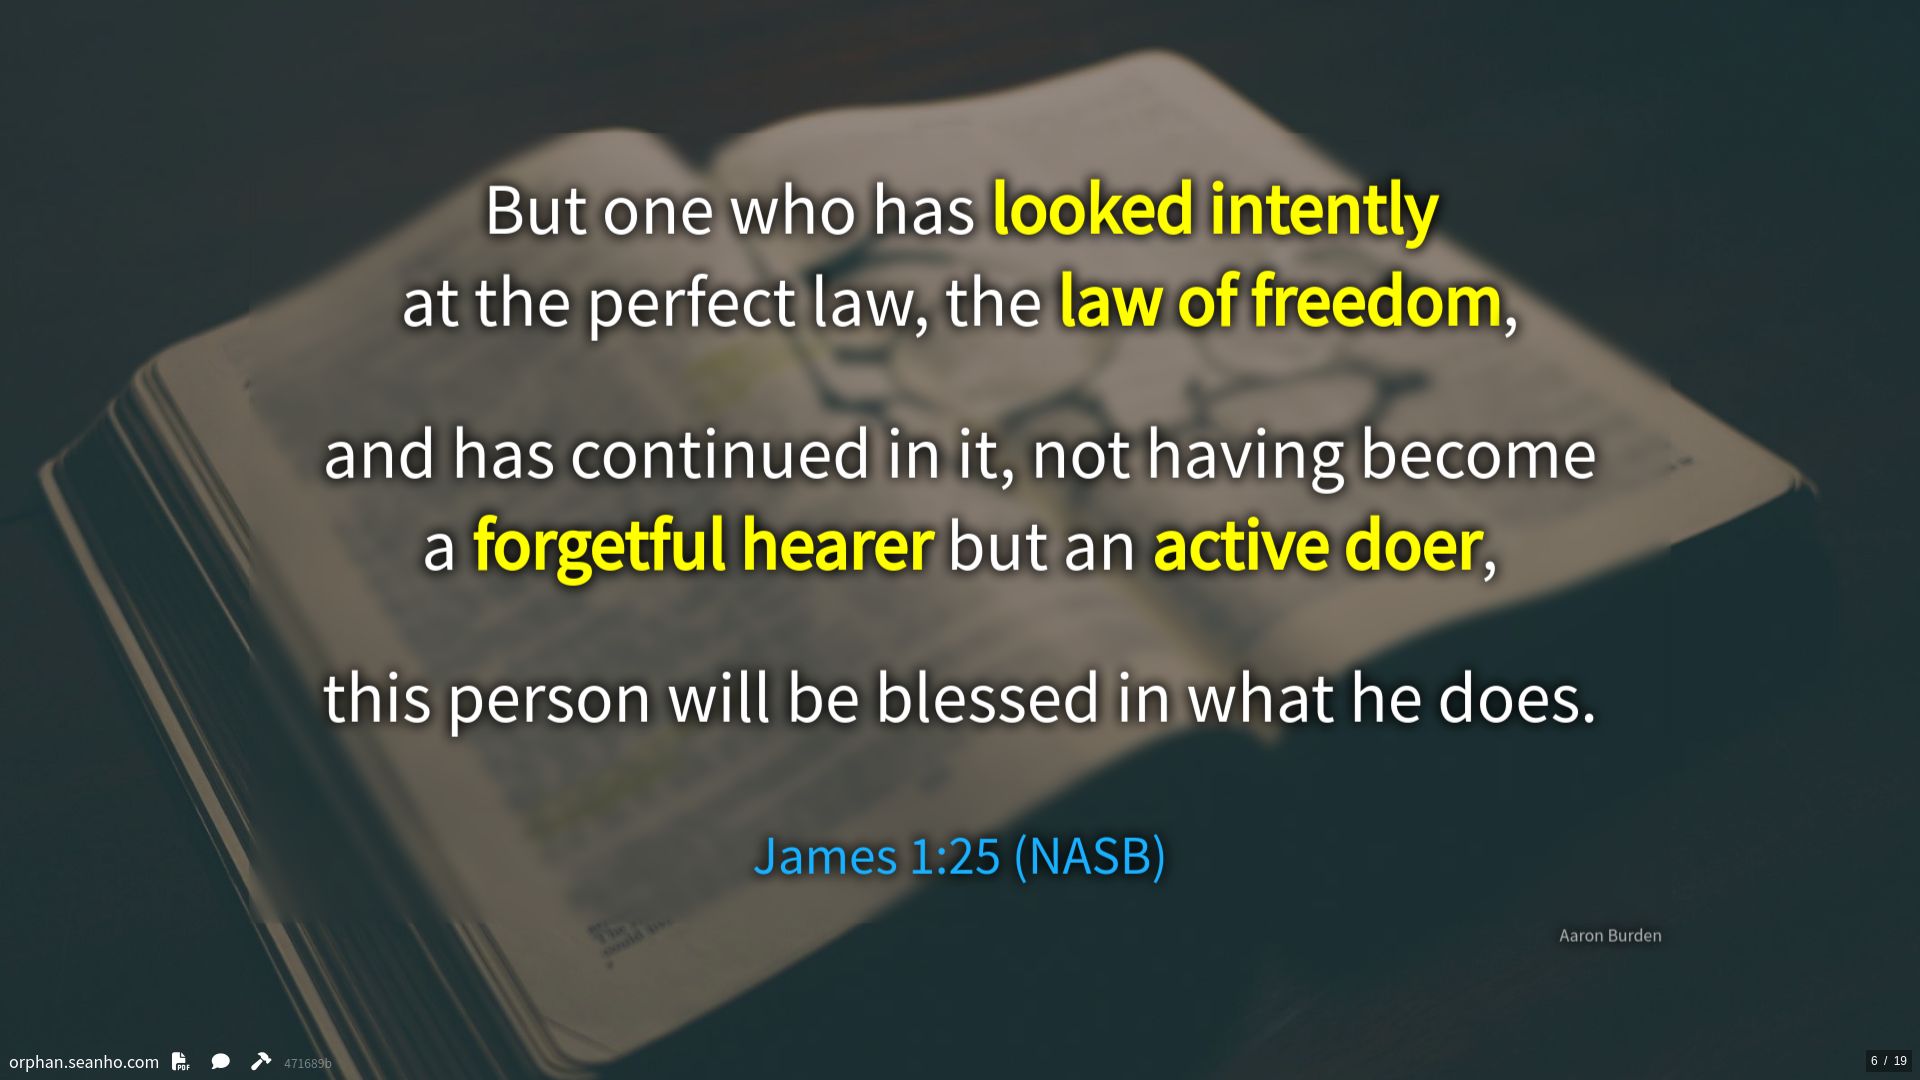 But one who has looked intently
at the perfect law, the law of freedom,
and has continued in it, not having become
a forgetful hearer but an active doer,
this person will be blessed in what he does.
James 1:25 (NASB)
Aaron Burden
orphan.seanho.com PDF 471689b
6 / 19